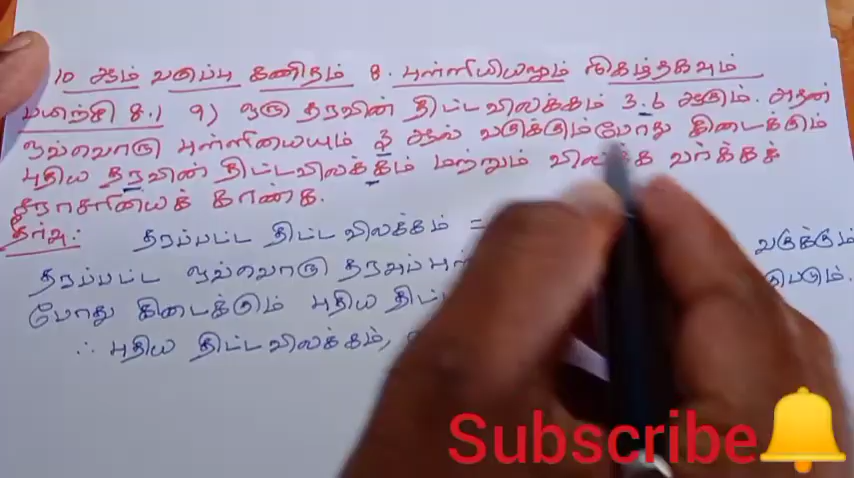 10 ஆம் வகுப்பு கணிதம் 8. புள்ளியியலும் நிகழ்தகவும்
பயிற்சி 8.1 9) ஒரு தரவின் திட்டவிலக்கம் 3.6 ஆகும். அதன்
ஒவ்வொரு புள்ளியையும் 3 ஆல் வகுக்கும்போது கிடைக்கும்
புதிய தரவின் திட்டவிலக்கம் மற்றும் விலக்க வர்க்கச்
சராசரியைக் காண்க.
தீர்வு: தரப்பட்ட திட்டவிலக்கம் = வகுக்கும்
தரப்பட்ட ஒவ்வொரு
போது கிடைக்கும் புதிய
∴ புதிய திட்டவிலக்கம்,
Subscribe